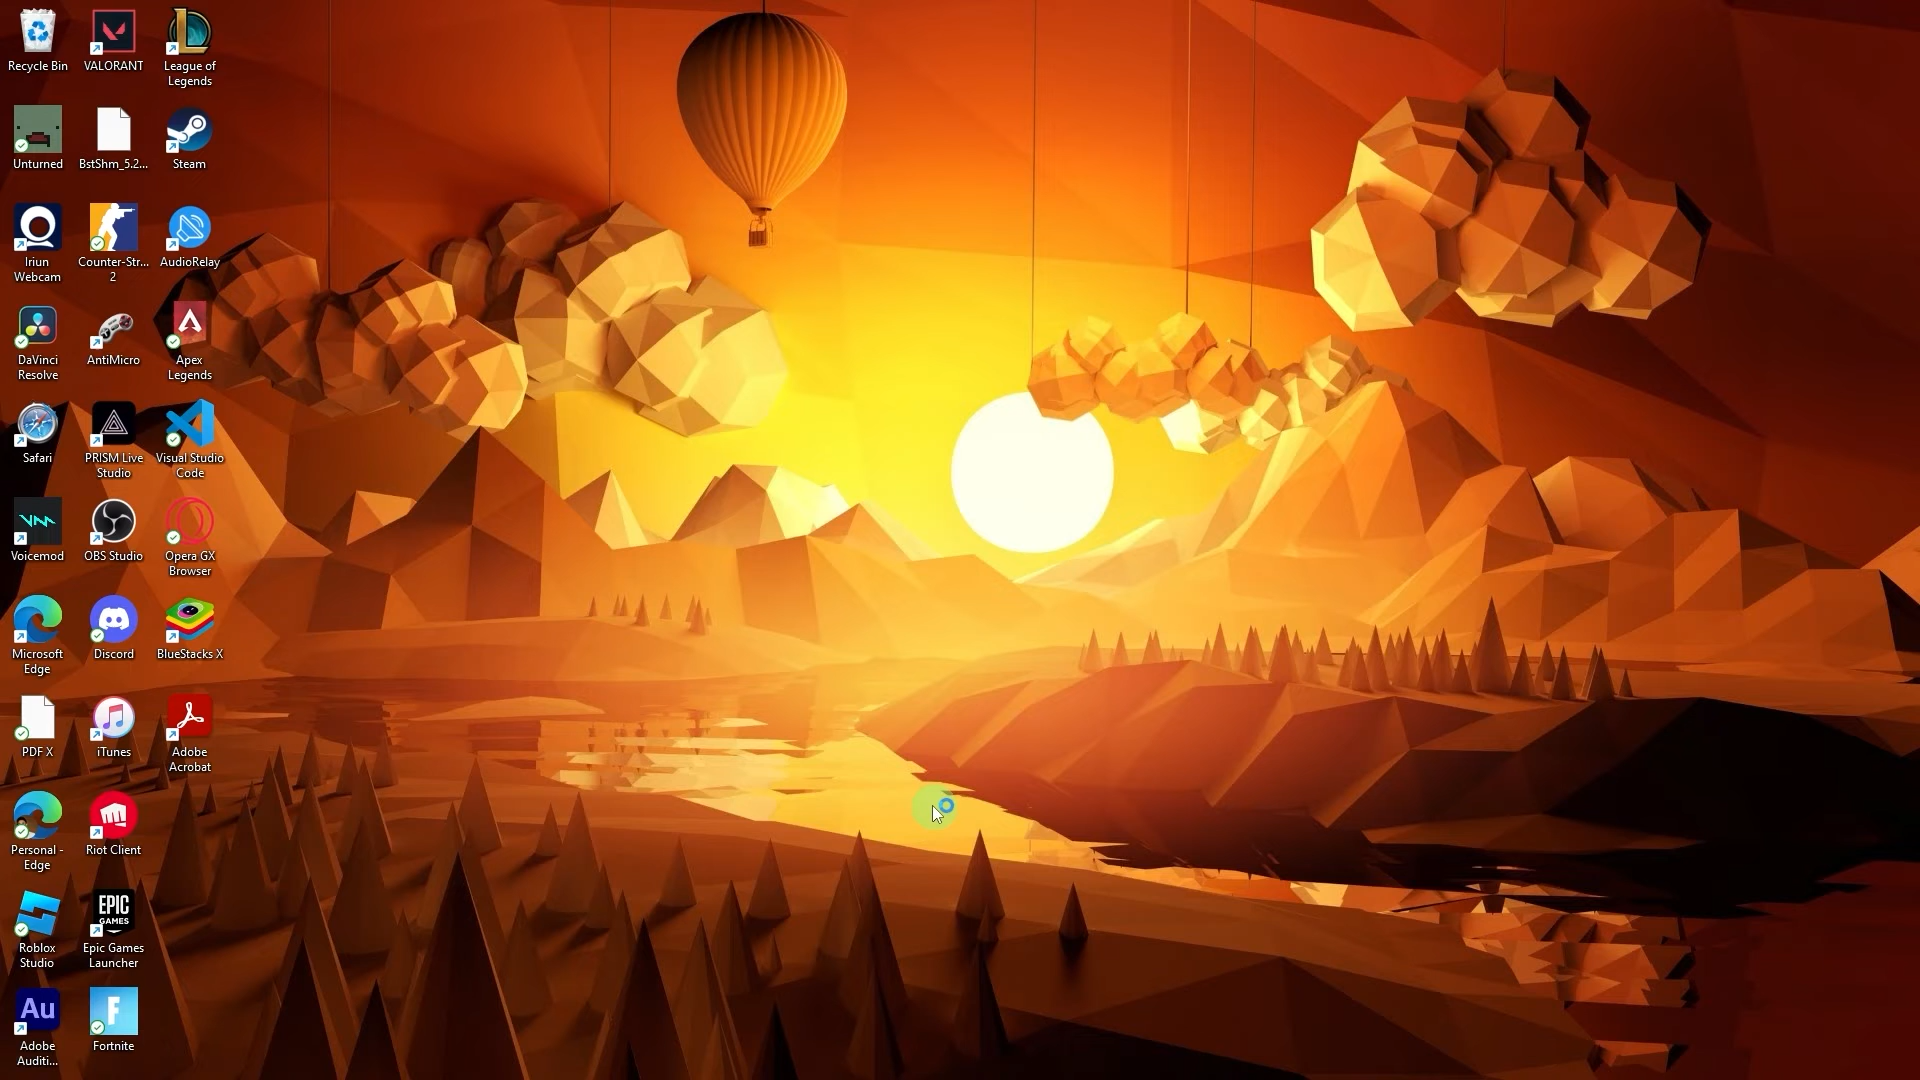 Recycle Bin
VALORANT
League of
Legends
Unturned
BstShm_5.2...
Steam
Iriun
Webcam
Counter-Str...
2
AudioRelay
DaVinci
Resolve
AntiMicro
Apex
Legends
Safari
PRISM Live
Studio
Visual Studio
Code
Voicemod
OBS Studio
Opera GX
Browser
Microsoft
Edge
Discord
BlueStacks X
PDF X
iTunes
Adobe
Acrobat
Personal -
Edge
Riot Client
EPIC
GAMES
Roblox
Studio
Epic Games
Launcher
Au
F
Adobe
Auditi...
Fortnite